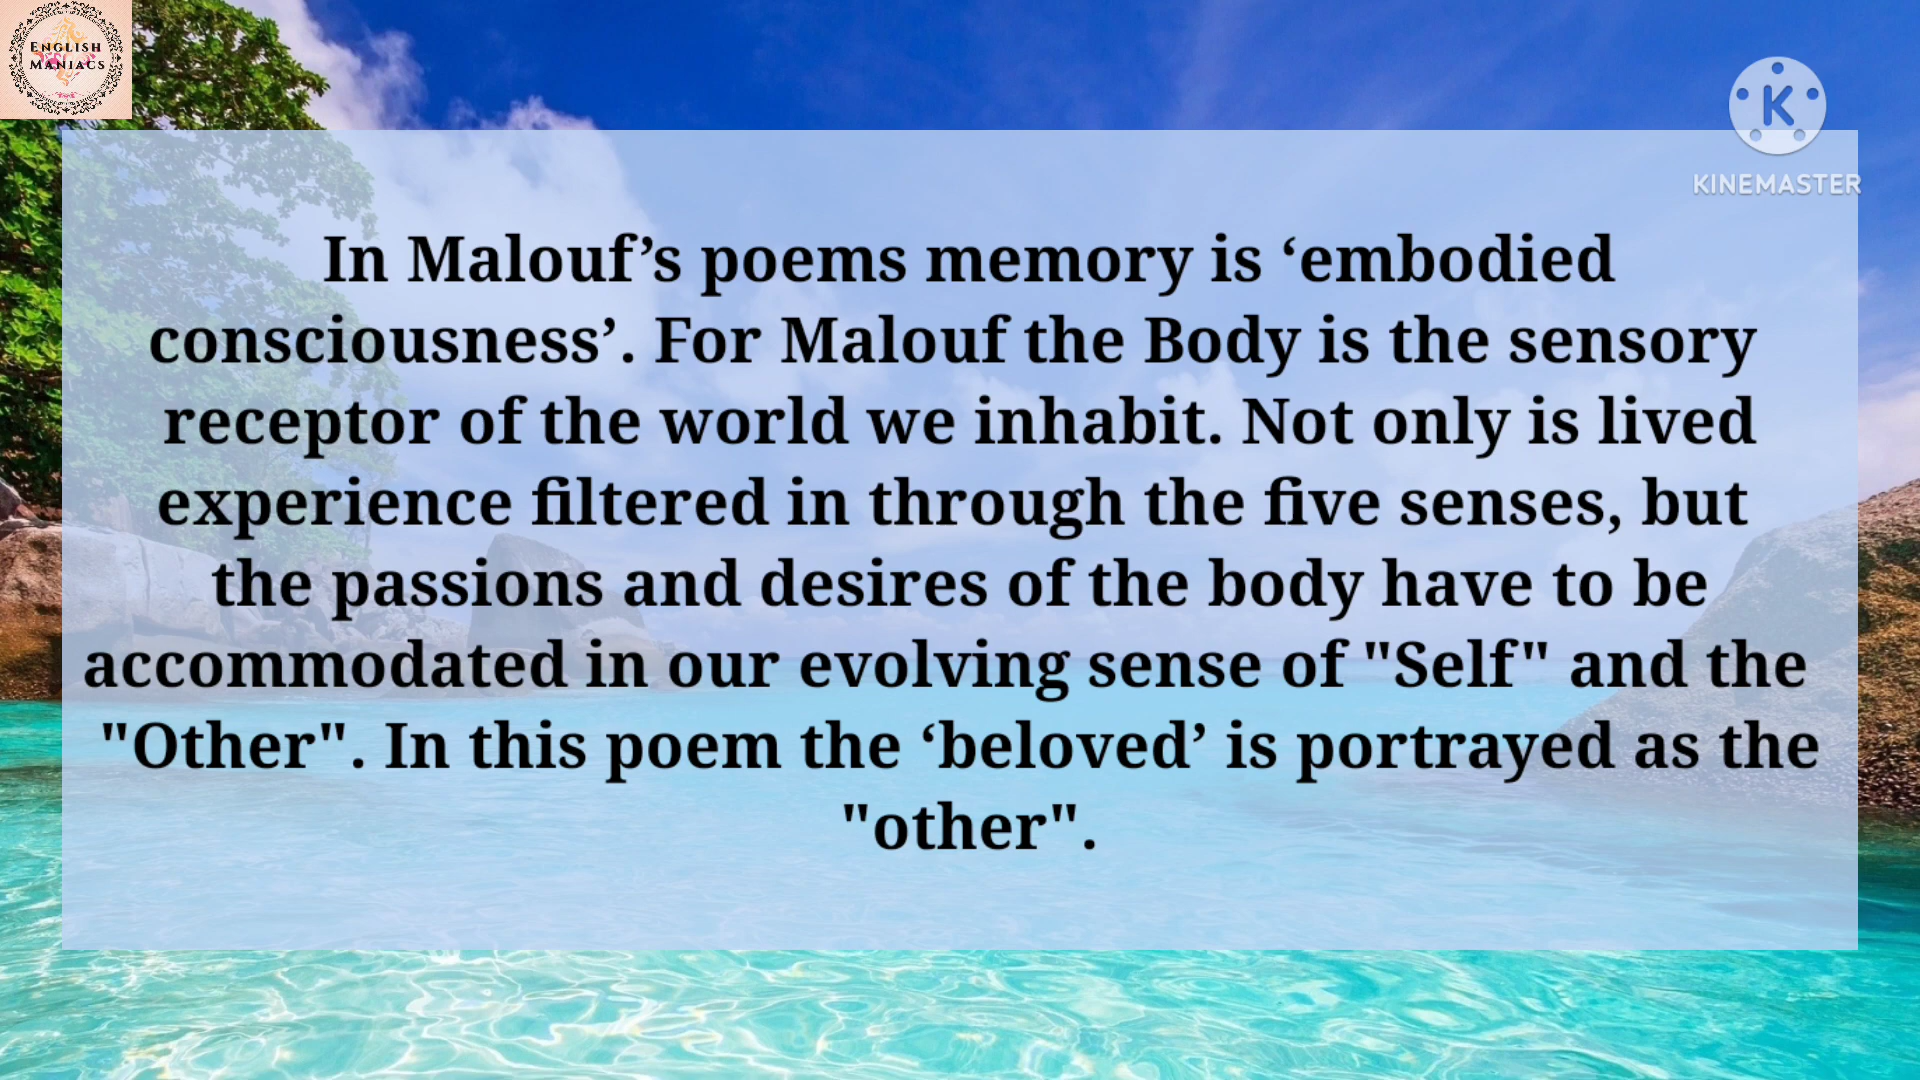 ENGLISH
MANIACS
KINEMASTER
In Malouf’s poems memory is ‘embodied
consciousness’. For Malouf the Body is the sensory
receptor of the world we inhabit. Not only is lived
experience filtered in through the five senses, but
the passions and desires of the body have to be
accommodated in our evolving sense of "Self" and the
"Other". In this poem the ‘beloved’ is portrayed as the
"other".